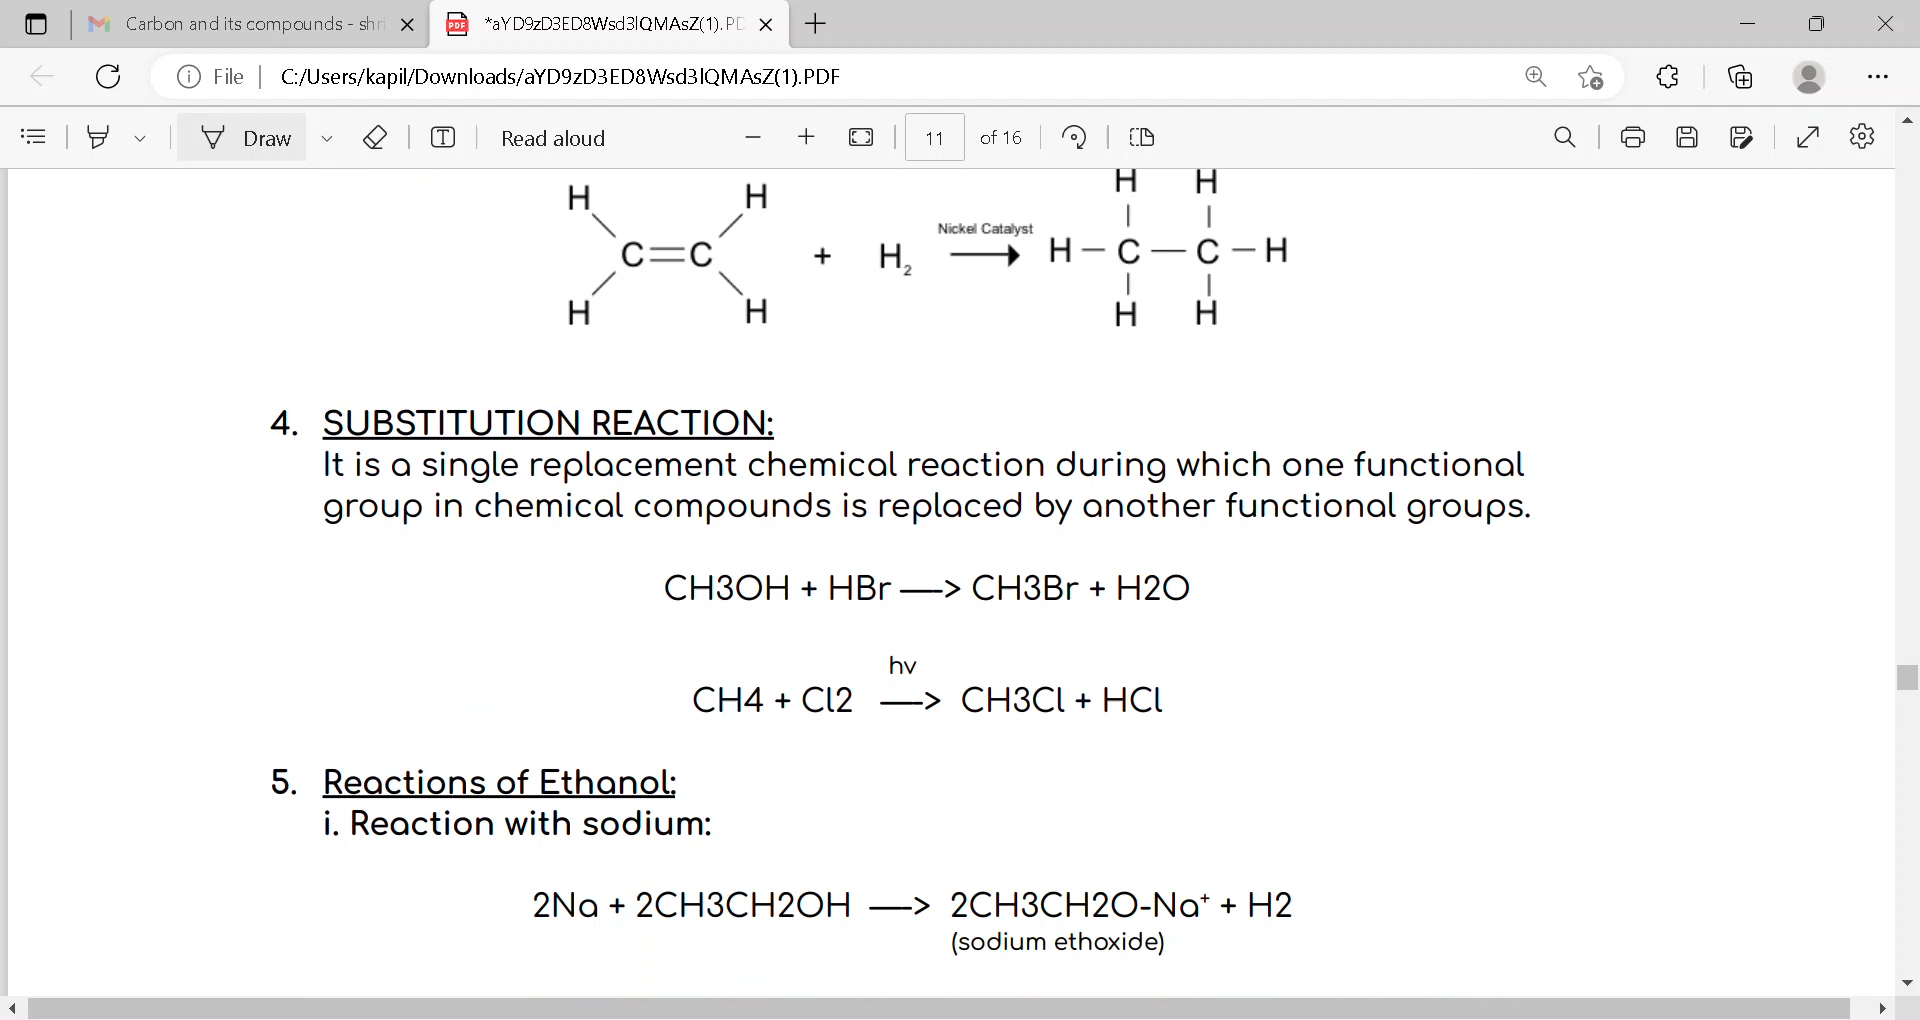 Carbon and its compounds - shri
*aYD9zD3ED8Wsd3lQMAsZ(1).PD
File
C:/Users/kapil/Downloads/aYD9zD3ED8Wsd3lQMAsZ(1).PDF
Draw
T
Read aloud
11 of 16
H H H H
Nickel Catalyst
C=C + H₂ → H – C — C – H
H H H H
4. SUBSTITUTION REACTION:
It is a single replacement chemical reaction during which one functional
group in chemical compounds is replaced by another functional groups.
CH3OH + HBr —–> CH3Br + H2O
hv
CH4 + Cl2 —–> CH3Cl + HCl
5. Reactions of Ethanol:
i. Reaction with sodium:
2Na + 2CH3CH2OH —–> 2CH3CH2O-Na⁺ + H2
(sodium ethoxide)